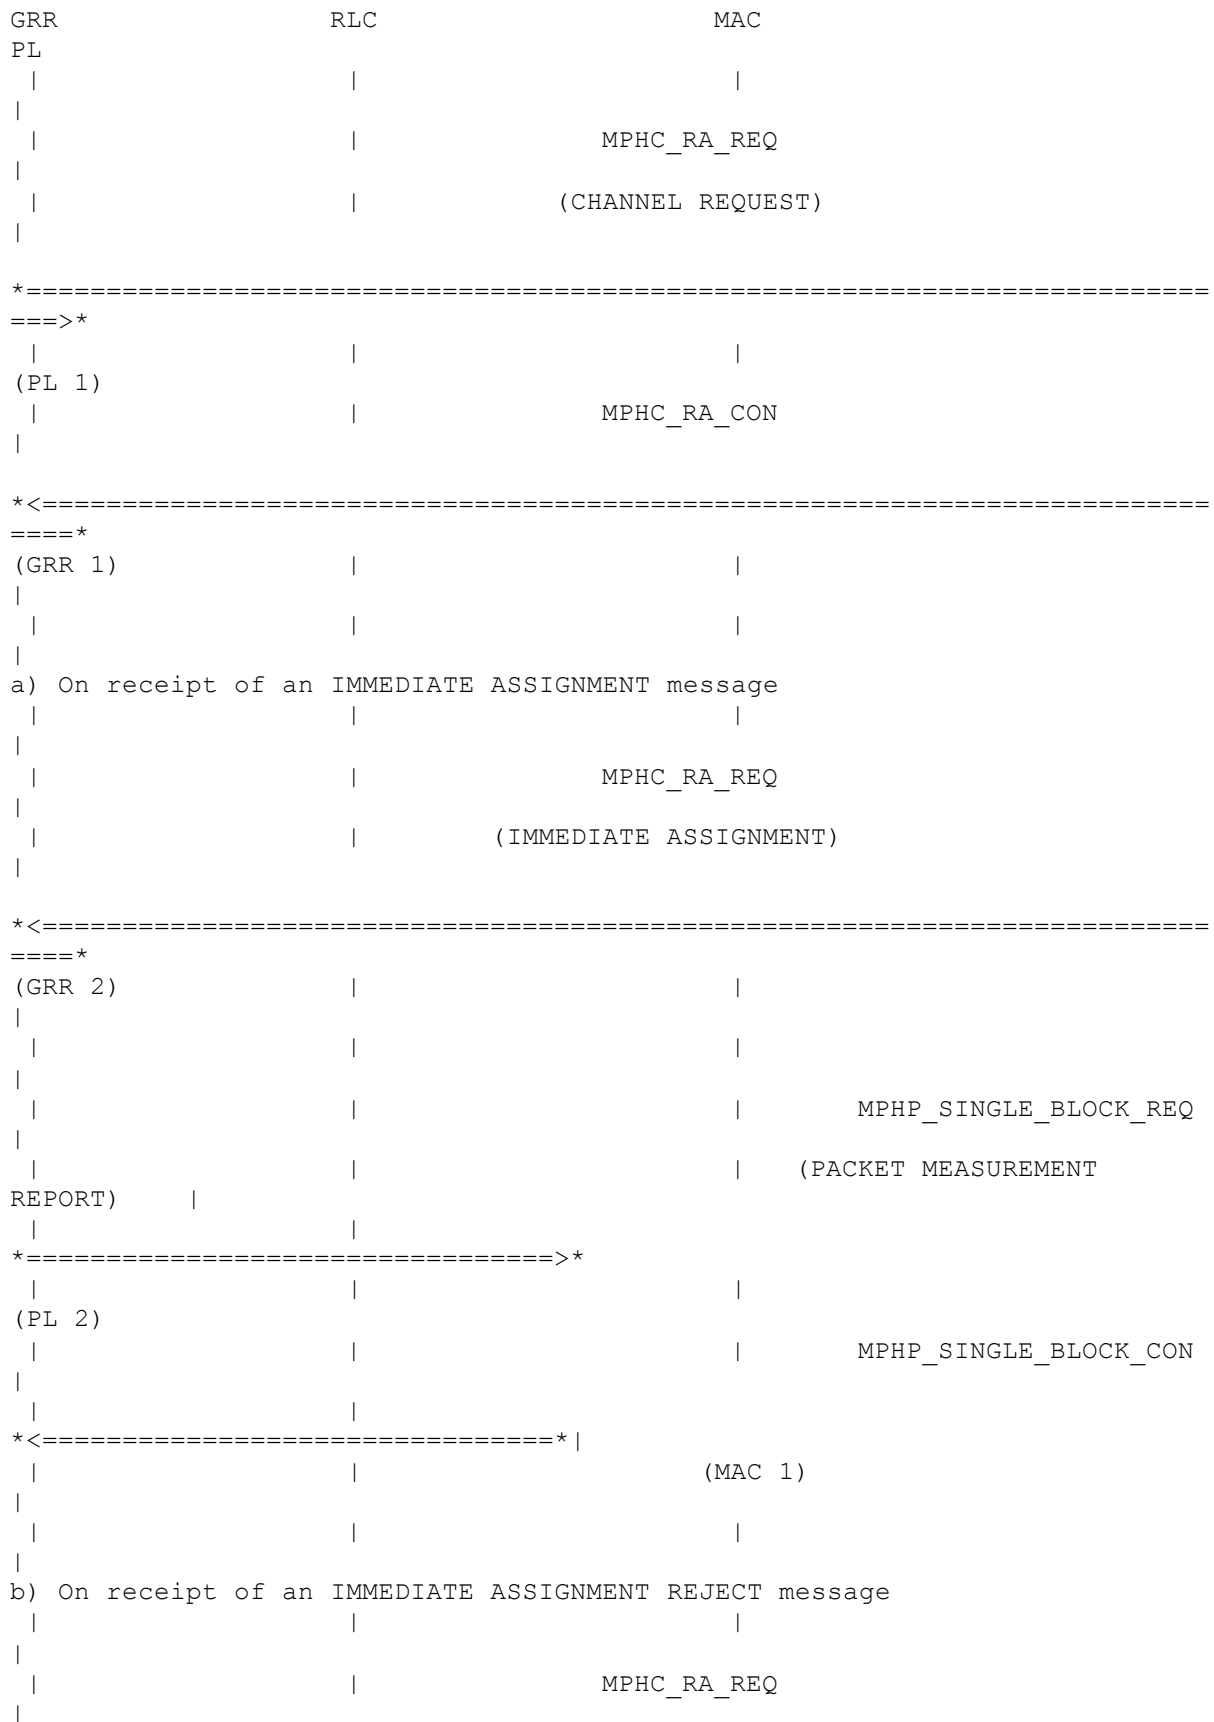 GRR                 RLC                     MAC
PL
 |                   |                       |
|
 |                   |               MPHC_RA_REQ
|
 |                   |            (CHANNEL REQUEST)
|
*==========================================================================
===>*
 |                   |                       |
(PL 1)
 |                   |               MPHC_RA_CON
|
*<=========================================================================
====*
(GRR 1)              |                       |
|
 |                   |                       |
|
a) On receipt of an IMMEDIATE ASSIGNMENT message
 |                   |                       |
|
 |                   |               MPHC_RA_REQ
|
 |                   |        (IMMEDIATE ASSIGNMENT)
|
*<=========================================================================
====*
(GRR 2)              |                       |
|
 |                   |                       |
|
 |                   |                       |       MPHP_SINGLE_BLOCK_REQ
|
 |                   |                       |   (PACKET MEASUREMENT
REPORT)    |
 |                   |
*=================================>*
 |                   |                       |
(PL 2)
 |                   |                       |       MPHP_SINGLE_BLOCK_CON
|
 |                   |
*<================================*|
 |                   |                     (MAC 1)
|
 |                   |                       |
|
b) On receipt of an IMMEDIATE ASSIGNMENT REJECT message
 |                   |                       |
|
 |                   |               MPHC_RA_REQ
|